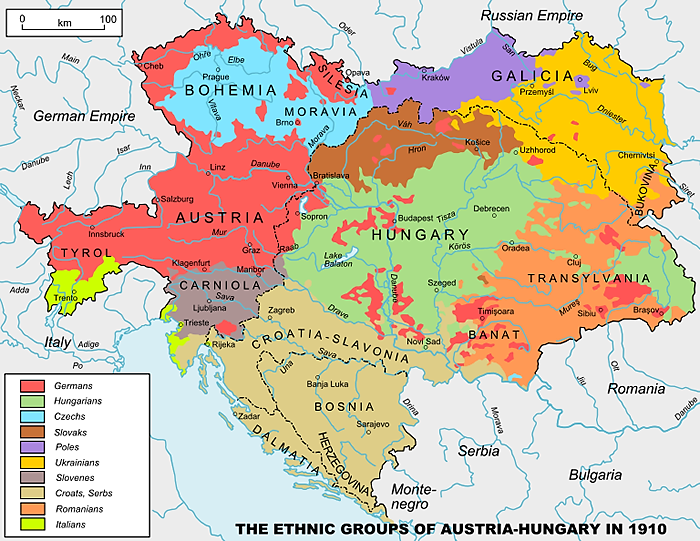 0 100
km
Russian Empire
Oder
Vistula
San
Main
Cheb
Ohře
Elbe
Prague
BOHEMIA
Vltava
SILESIA
Opava
MORAVIA
Brno
Morava
Kraków
GALICIA
Przemyśl
Lviv
Bug
Dniester
Neckar
German Empire
Váh
Hron
Košice
Uzhhorod
Chernivtsi
BUKOVINA
Siret
Danube
Lech
Isar
Inn
Linz
Danube
Vienna
Bratislava
Salzburg
Sopron
AUSTRIA
Innsbruck
TYROL
Mur
Graz
Raab
Klagenfurt
Maribor
Budapest
Tisza
Debrecen
HUNGARY
Körös
Oradea
Lake
Balaton
Cluj
TRANSYLVANIA
Szeged
Danube
Mureş
Sibiu
Braşov
Timişoara
BANAT
Adda
Trento
Italy
Adige
Po
CARNIOLA
Sava
Ljubljana
Trieste
Rijeka
Zagreb
Drave
Novi Sad
CROATIA-SLAVONIA
Sava
Una
Banja Luka
BOSNIA
Sarajevo
Drina
Zadar
DALMATIA
HERZEGOVINA
Morava
Jiu
Olt
Romania
Danube
Serbia
Bulgaria
Monte-
negro
Germans
Hungarians
Czechs
Slovaks
Poles
Ukrainians
Slovenes
Croats, Serbs
Romanians
Italians
THE ETHNIC GROUPS OF AUSTRIA-HUNGARY IN 1910